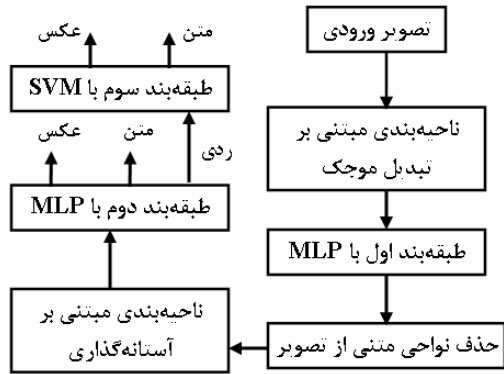 تصویر ورودی
ناحیه‌بندی مبتنی بر
تبدیل موجک
طبقه‌بند اول با MLP
حذف نواحی متنی از تصویر
ناحیه‌بندی مبتنی بر
آستانه‌گذاری
طبقه‌بند دوم با MLP
متن
عکس
ردی
طبقه‌بند سوم با SVM
متن
عکس